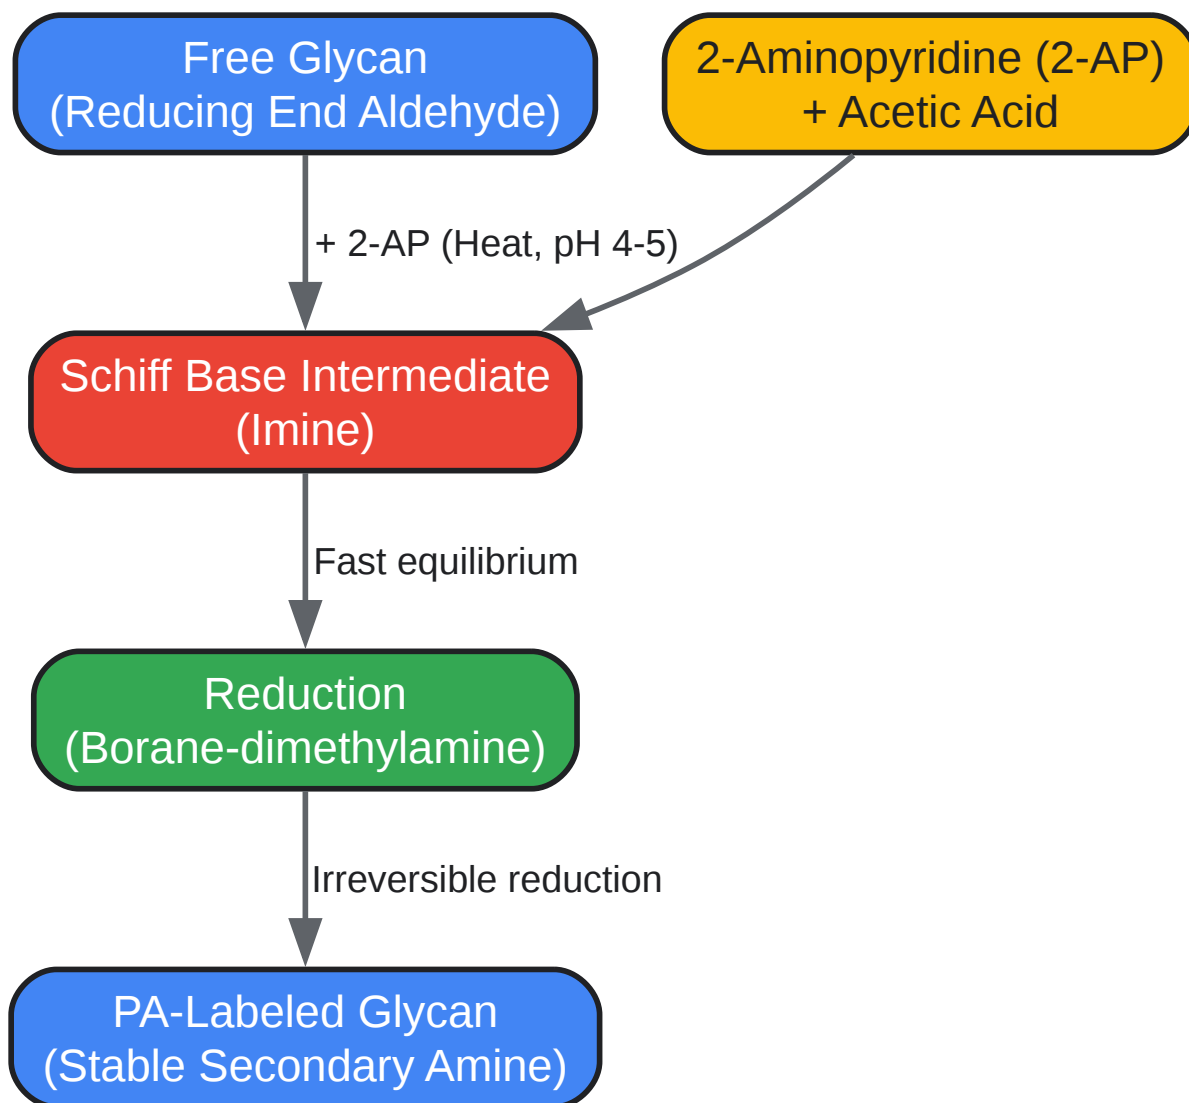 Free Glycan
(Reducing End Aldehyde)
2-Aminopyridine (2-AP)
+ Acetic Acid
+ 2-AP (Heat, pH 4-5)
Schiff Base Intermediate
(Imine)
Fast equilibrium
Reduction
(Borane-dimethylamine)
Irreversible reduction
PA-Labeled Glycan
(Stable Secondary Amine)